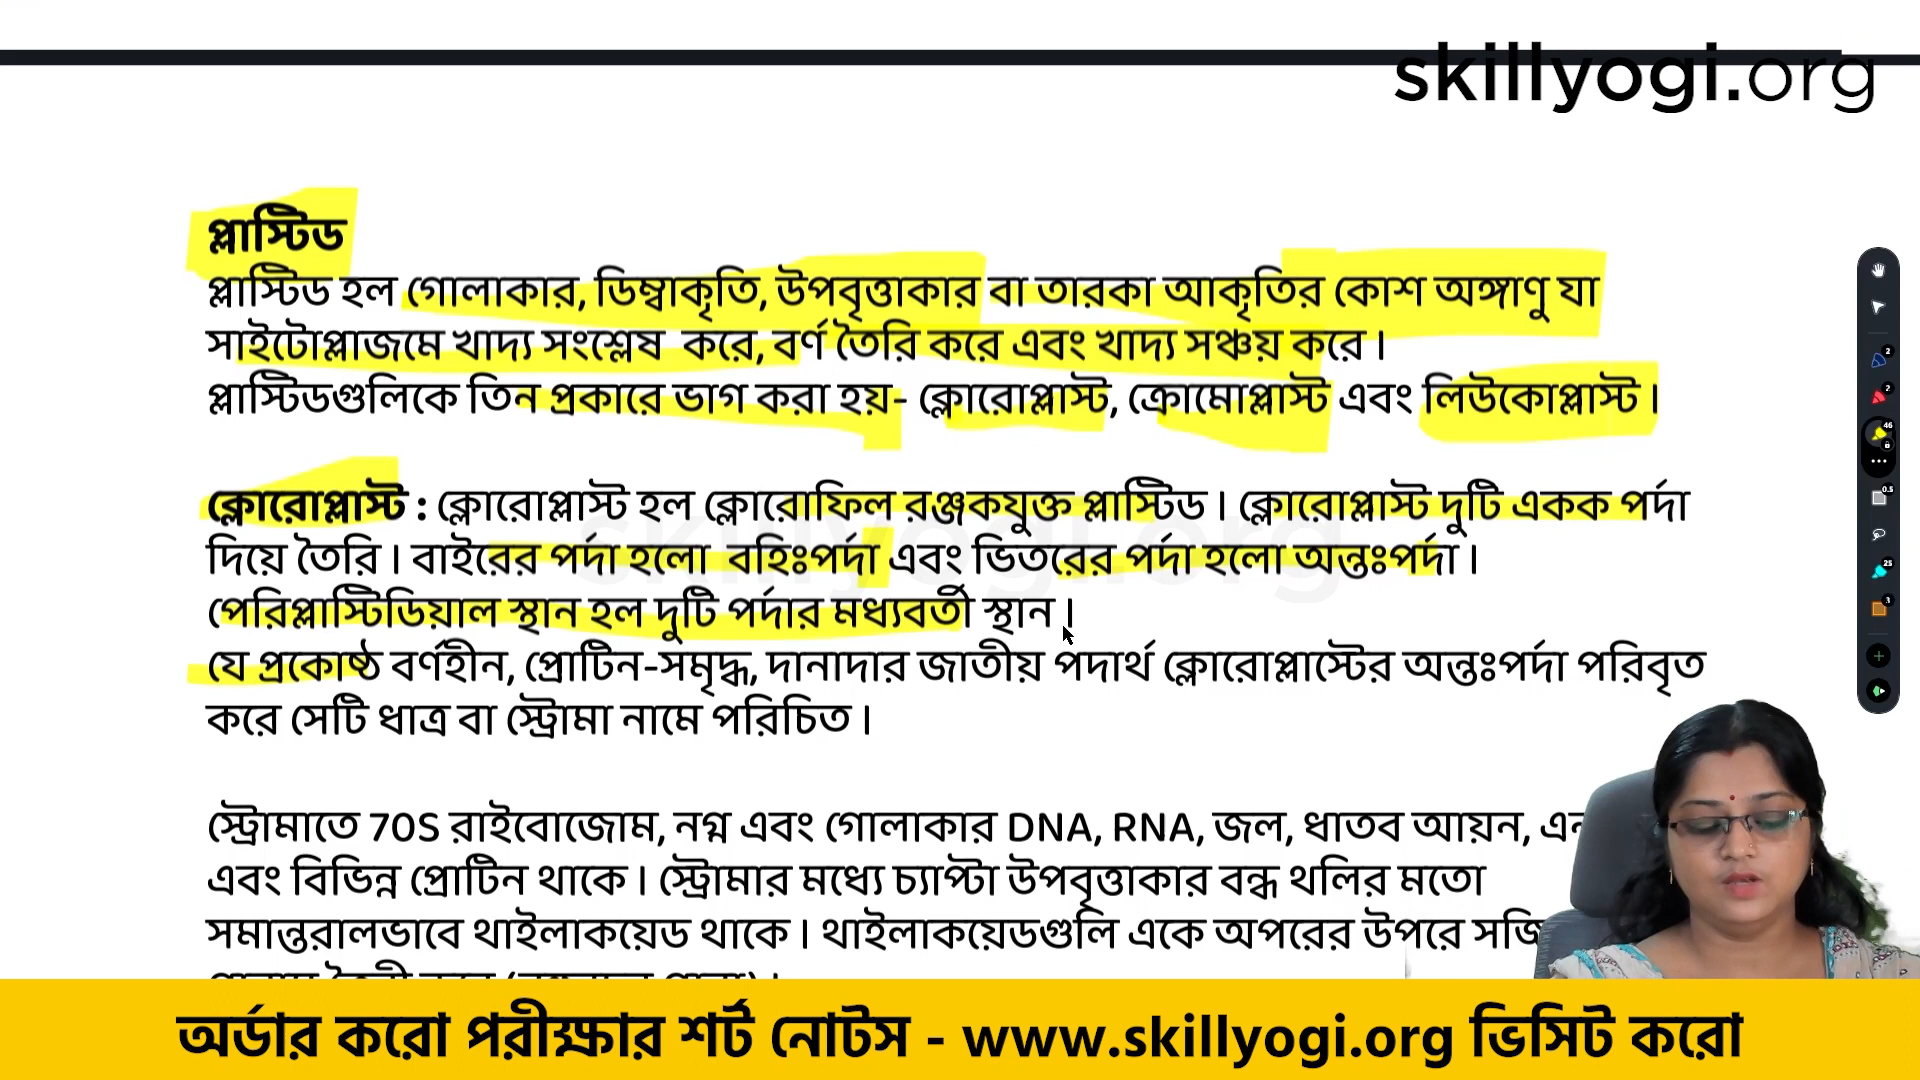 skillyogi.org
প্লাস্টিড
প্লাস্টিড হল গোলাকার, ডিম্বাকৃতি, উপবৃত্তাকার বা তারকা আকৃতির কোশ অঙ্গাণু যা
সাইটোপ্লাজমে খাদ্য সংশ্লেষ করে, বর্ণ তৈরি করে এবং খাদ্য সঞ্চয় করে।
প্লাস্টিডগুলিকে তিন প্রকারে ভাগ করা হয়- ক্লোরোপ্লাস্ট, ক্রোমোপ্লাস্ট এবং লিউকোপ্লাস্ট।
ক্লোরোপ্লাস্ট : ক্লোরোপ্লাস্ট হল ক্লোরোফিল রঞ্জকযুক্ত প্লাস্টিড। ক্লোরোপ্লাস্ট দুটি একক পর্দা
দিয়ে তৈরি। বাইরের পর্দা হলো বহিঃপর্দা এবং ভিতরের পর্দা হলো অন্তঃপর্দা।
পেরিপ্লাস্টিডিয়াল স্থান হল দুটি পর্দার মধ্যবর্তী স্থান।
যে প্রকোষ্ঠ বর্ণহীন, প্রোটিন-সমৃদ্ধ, দানাদার জাতীয় পদার্থ ক্লোরোপ্লাস্টের অন্তঃপর্দা পরিবৃত
করে সেটি ধাত্র বা স্ট্রোমা নামে পরিচিত।
স্ট্রোমাতে 70S রাইবোজোম, নগ্ন এবং গোলাকার DNA, RNA, জল, ধাতব আয়ন,
এবং বিভিন্ন প্রোটিন থাকে। স্ট্রোমার মধ্যে চ্যাপ্টা উপবৃত্তাকার বন্ধ থলির মতো
সমান্তরালভাবে থাইলাকয়েড থাকে। থাইলাকয়েডগুলি একে অপরের উপরে
অর্ডার করো পরীক্ষার শর্ট নোটস - www.skillyogi.org ভিসিট করো